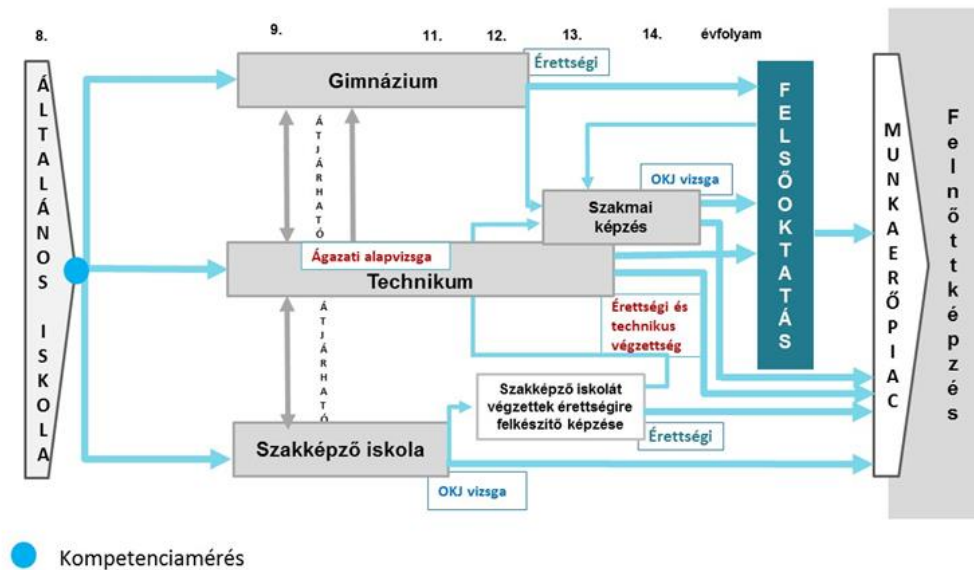 8.
9.
11.
12.
13.
14.
évfolyam
ÁLTALÁNOS ISKOLA
Gimnázium
Érettségi
ÁTJÁRHATÓ
FELSŐOKTATÁS
MUNKAERŐPIAC
Felnőttképzés
OKJ vizsga
Szakmai
képzés
Ágazati alapvizsga
Technikum
Érettségi és
technikus
végzettség
ÁTJÁRHATÓ
Szakképző iskolát
végzettek érettségire
felkészítő képzése
Érettségi
Szakképző iskola
OKJ vizsga
Kompetenciamérés